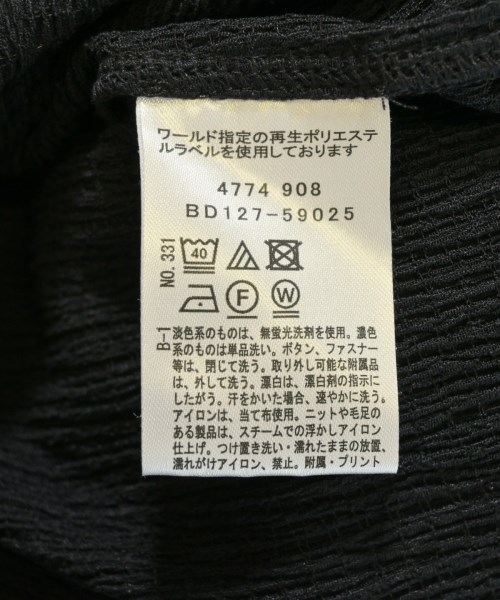 ワールド指定の再生ポリエステ
ルラベルを使用しております
4774 908
BD127-59025
NO.331
40
F
W
B-1
淡色系のものは、無蛍光洗剤を使用。濃色
系のものは単品洗い。ボタン、ファスナー
等は、閉じて洗う。取り外し可能な附属品
は、外して洗う。漂白は、漂白剤の指示に
したがう。汗をかいた場合、速やかに洗う。
アイロンは、当て布使用。ニットや毛足の
ある製品は、スチームでの浮かしアイロン
仕上げ。つけ置き洗い・濡れたままの放置、
濡れがけアイロン、禁止。附属・プリント